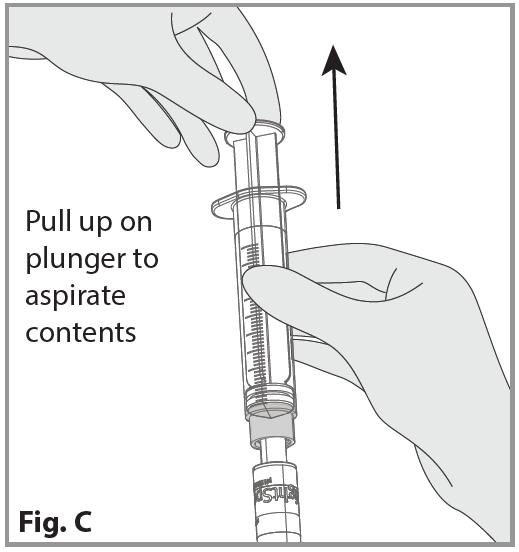 Pull up on
plunger to
aspirate
contents
Fig. C